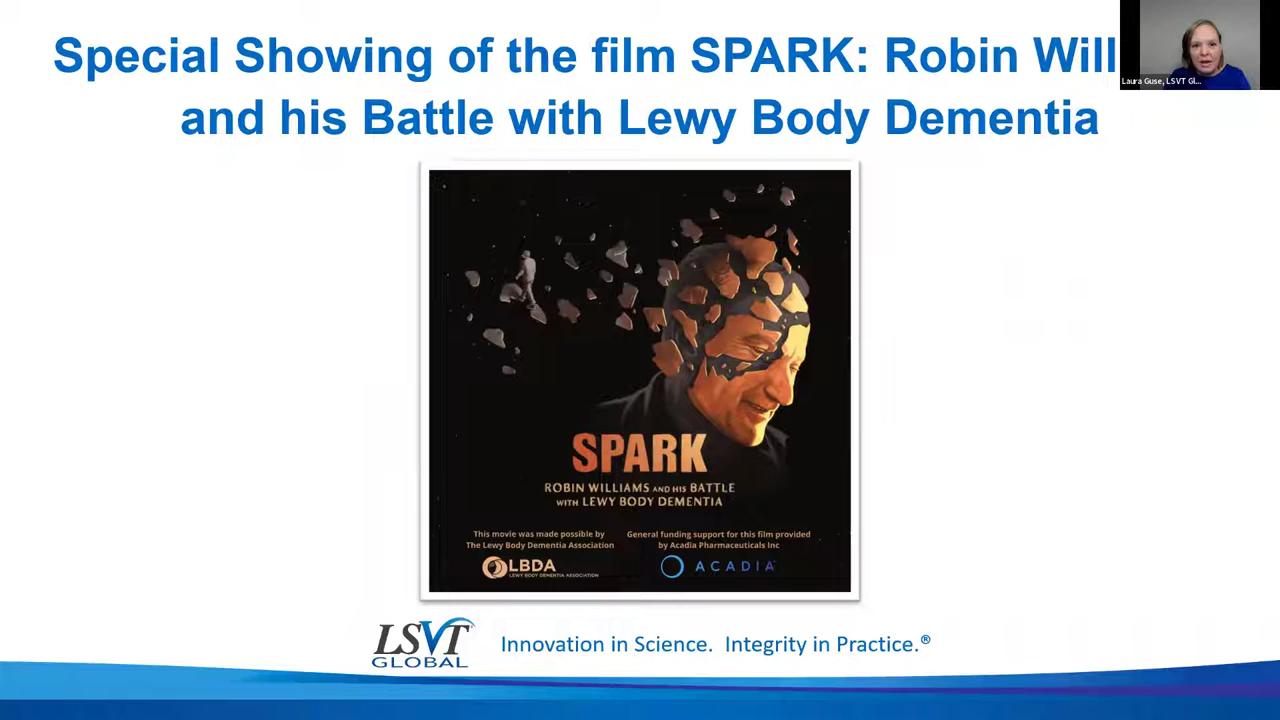 Special Showing of the film SPARK: Robin Will
and his Battle with Lewy Body Dementia
Laura Guse, LSVT Gl...
SPARK
ROBIN WILLIAMS AND HIS BATTLE
WITH LEWY BODY DEMENTIA
This movie was made possible by
The Lewy Body Dementia Association
General funding support for this film provided
by Acadia Pharmaceuticals Inc
LBDA
LEWY BODY DEMENTIA ASSOCIATION
ACADIA
LSVT
GLOBAL
Innovation in Science. Integrity in Practice.®